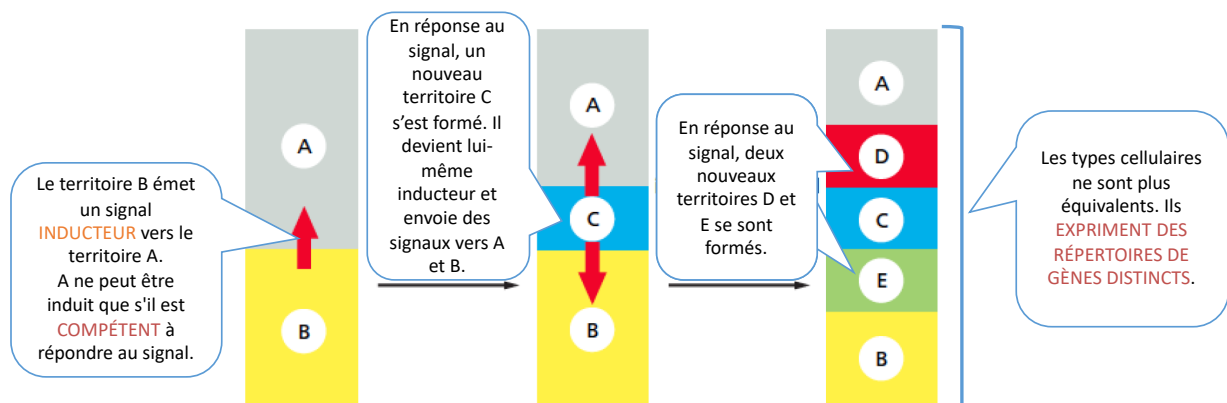 Le territoire B émet
un signal
INDUCTEUR vers le
territoire A.
A ne peut être
induit que s'il est
COMPÉTENT à
répondre au signal.
A
B
En réponse au
signal, un
nouveau
territoire C
s'est formé. Il
devient lui-
même
inducteur et
envoie des
signaux vers A
et B.
A
C
B
En réponse au
signal, deux
nouveaux
territoires D et
E se sont
formés.
A
D
C
E
B
Les types cellulaires
ne sont plus
équivalents. Ils
EXPRIMENT DES
RÉPERTOIRES DE
GÈNES DISTINCTS.